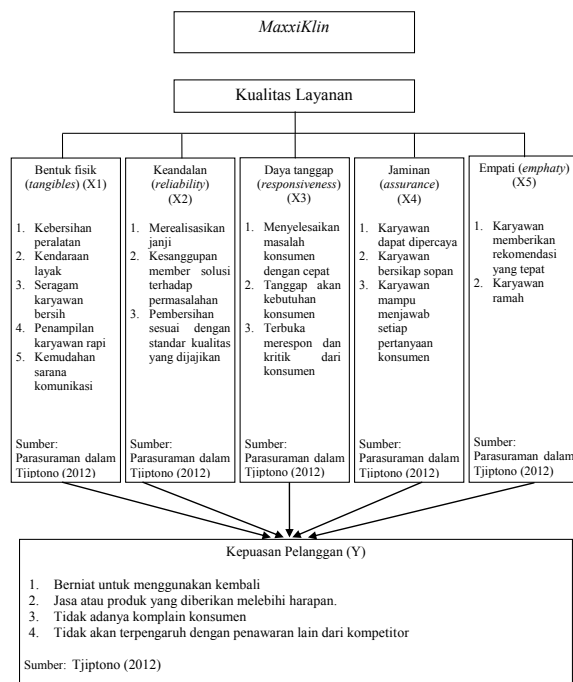 MaxxiKlin
Kualitas Layanan
Bentuk fisik
(tangibles) (X1)
1. Kebersihan
peralatan
2. Kendaraan
layak
3. Seragam
karyawan
bersih
4. Penampilan
karyawan rapi
5. Kemudahan
sarana
komunikasi
Sumber:
Parasuraman dalam
Tjiptono (2012)
Keandalan
(reliability)
(X2)
1. Merealisasikan
janji
2. Kesanggupan
member solusi
terhadap
permasalahan
3. Pembersihan
sesuai dengan
standar kualitas
yang dijajikan
Sumber:
Parasuraman dalam
Tjiptono (2012)
Daya tanggap
(responsiveness)
(X3)
1. Menyelesaikan
masalah
konsumen
dengan cepat
2. Tanggap akan
kebutuhan
konsumen
3. Terbuka
merespon dan
kritik dari
konsumen
Sumber:
Parasuraman dalam
Tjiptono (2012)
Jaminan
(assurance)
(X4)
1. Karyawan
dapat dipercaya
2. Karyawan
bersikap sopan
3. Karyawan
mampu
menjawab
setiap
pertanyaan
konsumen
Sumber:
Parasuraman dalam
Tjiptono (2012)
Empati (emphaty)
(X5)
1. Karyawan
memberikan
rekomendasi
yang tepat
2. Karyawan
ramah
Sumber:
Parasuraman dalam
Tjiptono (2012)
Kepuasan Pelanggan (Y)
1. Berniat untuk menggunakan kembali
2. Jasa atau produk yang diberikan melebihi harapan.
3. Tidak adanya komplain konsumen
4. Tidak akan terpengaruh dengan penawaran lain dari kompetitor
Sumber: Tjiptono (2012)